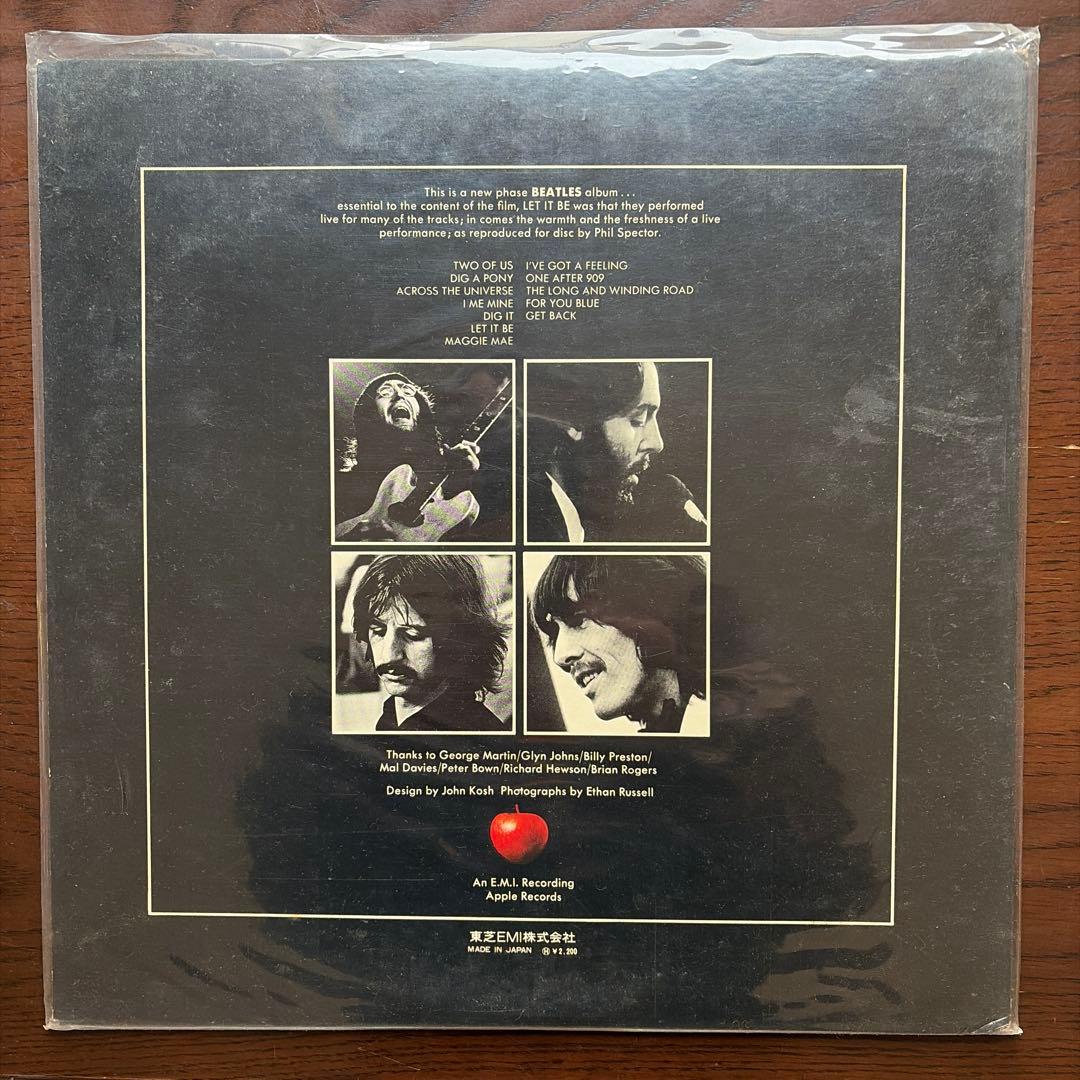 This is a new phase BEATLES album . . .
essential to the content of the film, LET IT BE was that they performed
live for many of the tracks; in comes the warmth and the freshness of a live
performance; as reproduced for disc by Phil Spector.
TWO OF US
DIG A PONY
ACROSS THE UNIVERSE
I ME MINE
DIG IT
LET IT BE
MAGGIE MAE
I'VE GOT A FEELING
ONE AFTER 909
THE LONG AND WINDING ROAD
FOR YOU BLUE
GET BACK
Thanks to George Martin/Glyn Johns/Billy Preston/
Mal Davies/Peter Bown/Richard Hewson/Brian Rogers
Design by John Kosh Photographs by Ethan Russell
An E.M.I. Recording
Apple Records
東芝EMI株式会社
MADE IN JAPAN Ⓗ ¥2,200